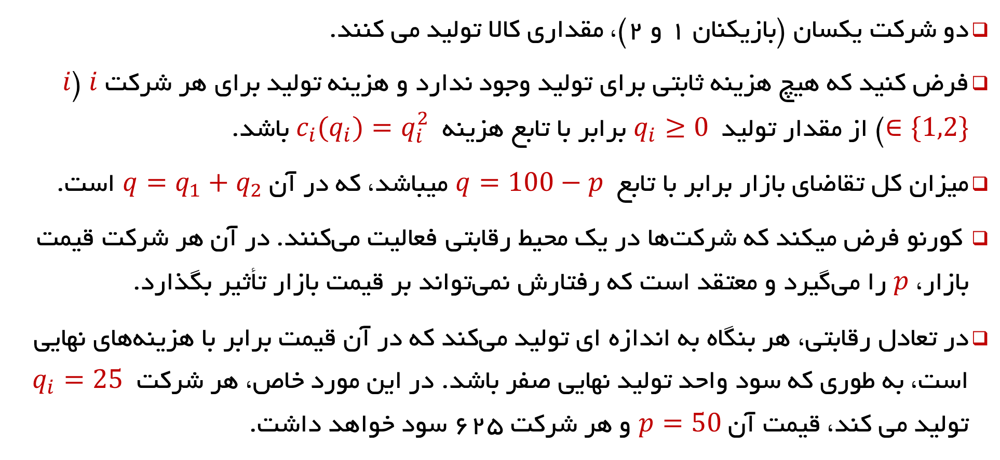 ❑دو شرکت یکسان (بازیکنان ۱ و ۲)، مقداری کالا تولید می کنند.
❑فرض کنید که هیچ هزینه ثابتی برای تولید وجود ندارد و هزینه تولید برای هر شرکت i (i
∈ {1,2}) از مقدار تولید q_i ≥ 0 برابر با تابع هزینه c_i(q_i) = q_i^2 باشد.
❑میزان کل تقاضای بازار برابر با تابع q = 100 − p میباشد، که در آن q = q_1 + q_2 است.
❑ کورنو فرض میکند که شرکت‌ها در یک محیط رقابتی فعالیت می‌کنند. در آن هر شرکت قیمت
بازار، p را می‌گیرد و معتقد است که رفتارش نمی‌تواند بر قیمت بازار تأثیر بگذارد.
❑در تعادل رقابتی، هر بنگاه به اندازه ای تولید می‌کند که در آن قیمت برابر با هزینه‌های نهایی
است، به طوری که سود واحد تولید نهایی صفر باشد. در این مورد خاص، هر شرکت q_i = 25
تولید می کند، قیمت آن p = 50 و هر شرکت ۶۲۵ سود خواهد داشت.